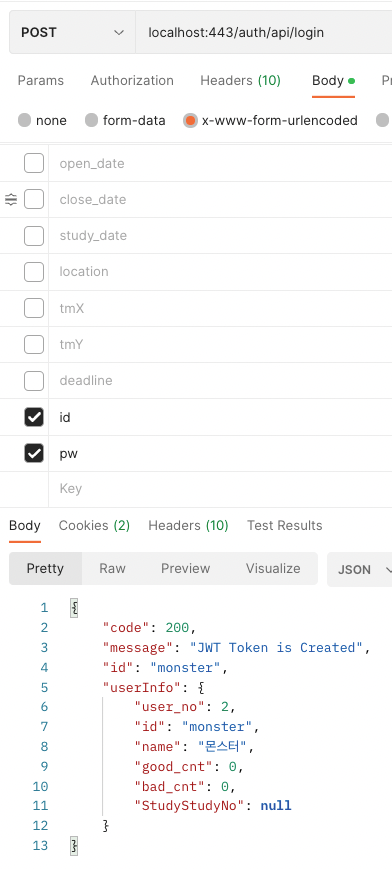 POST localhost:443/auth/api/login
Params Authorization Headers (10) Body
none form-data x-www-form-urlencoded
open_date
close_date
study_date
location
tmX
tmY
deadline
id
pw
Key
Body Cookies (2) Headers (10) Test Results
Pretty Raw Preview Visualize JSON
1 {
2 "code": 200,
3 "message": "JWT Token is Created",
4 "id": "monster",
5 "userInfo": {
6 "user_no": 2,
7 "id": "monster",
8 "name": "몬스터",
9 "good_cnt": 0,
10 "bad_cnt": 0,
11 "StudyStudyNo": null
12 }
13 }